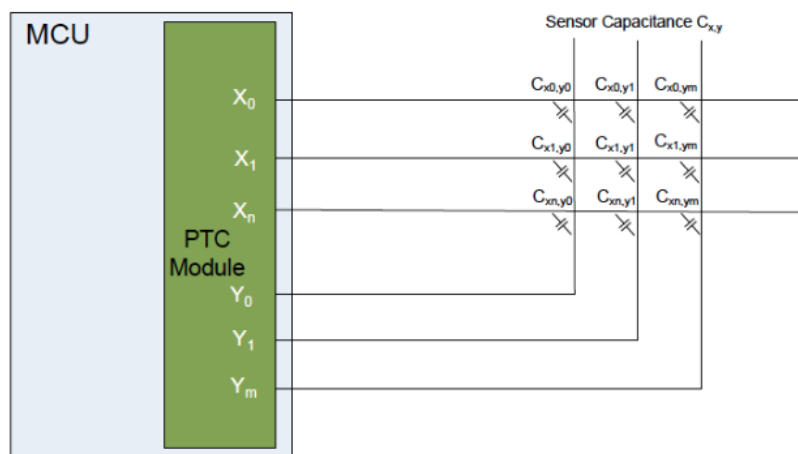 MCU
Sensor Capacitance Cx,y
X0
Cx0,y0 Cx0,y1 Cx0,ym
X1
Cx1,y0 Cx1,y1 Cx1,ym
Xn
Cxn,y0 Cxn,y1 Cxn,ym
PTC
Module
Y0
Y1
Ym